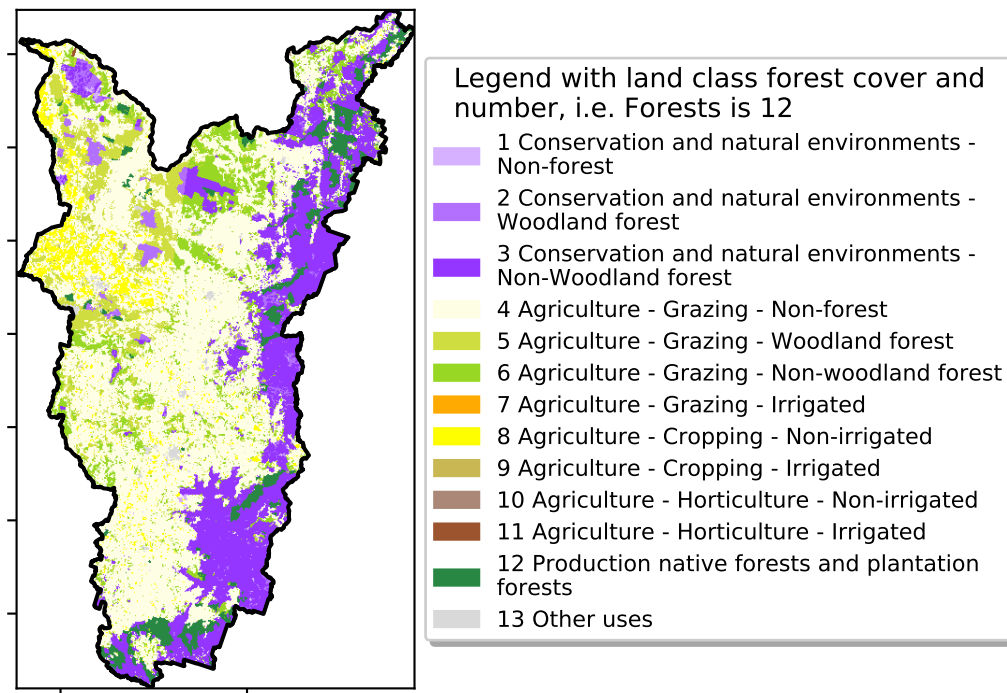 Legend with land class forest cover and
number, i.e. Forests is 12
1 Conservation and natural environments -
Non-forest
2 Conservation and natural environments -
Woodland forest
3 Conservation and natural environments -
Non-Woodland forest
4 Agriculture - Grazing - Non-forest
5 Agriculture - Grazing - Woodland forest
6 Agriculture - Grazing - Non-woodland forest
7 Agriculture - Grazing - Irrigated
8 Agriculture - Cropping - Non-irrigated
9 Agriculture - Cropping - Irrigated
10 Agriculture - Horticulture - Non-irrigated
11 Agriculture - Horticulture - Irrigated
12 Production native forests and plantation
forests
13 Other uses